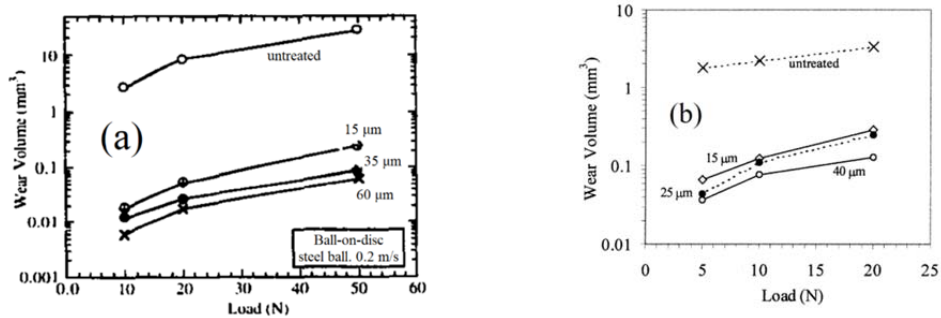 Wear Volume (mm³)
10
1
0.1
0.01
0.001
(a)
untreated
15 μm
35 μm
60 μm
Ball-on-disc
steel ball. 0.2 m/s
0.0
10
20
30
40
50
60
Load (N)
Wear Volume (mm³)
10
1
0.1
0.01
(b)
untreated
15 μm
25 μm
40 μm
0
5
10
15
20
25
Load (N)